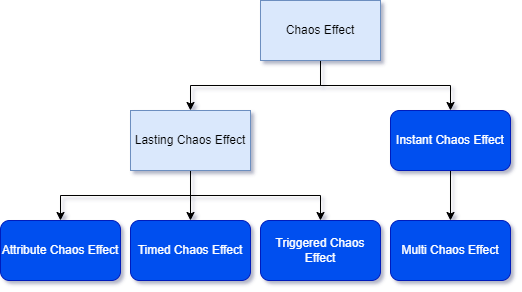 Chaos Effect
Lasting Chaos Effect
Instant Chaos Effect
Attribute Chaos Effect
Timed Chaos Effect
Triggered Chaos
Effect
Multi Chaos Effect